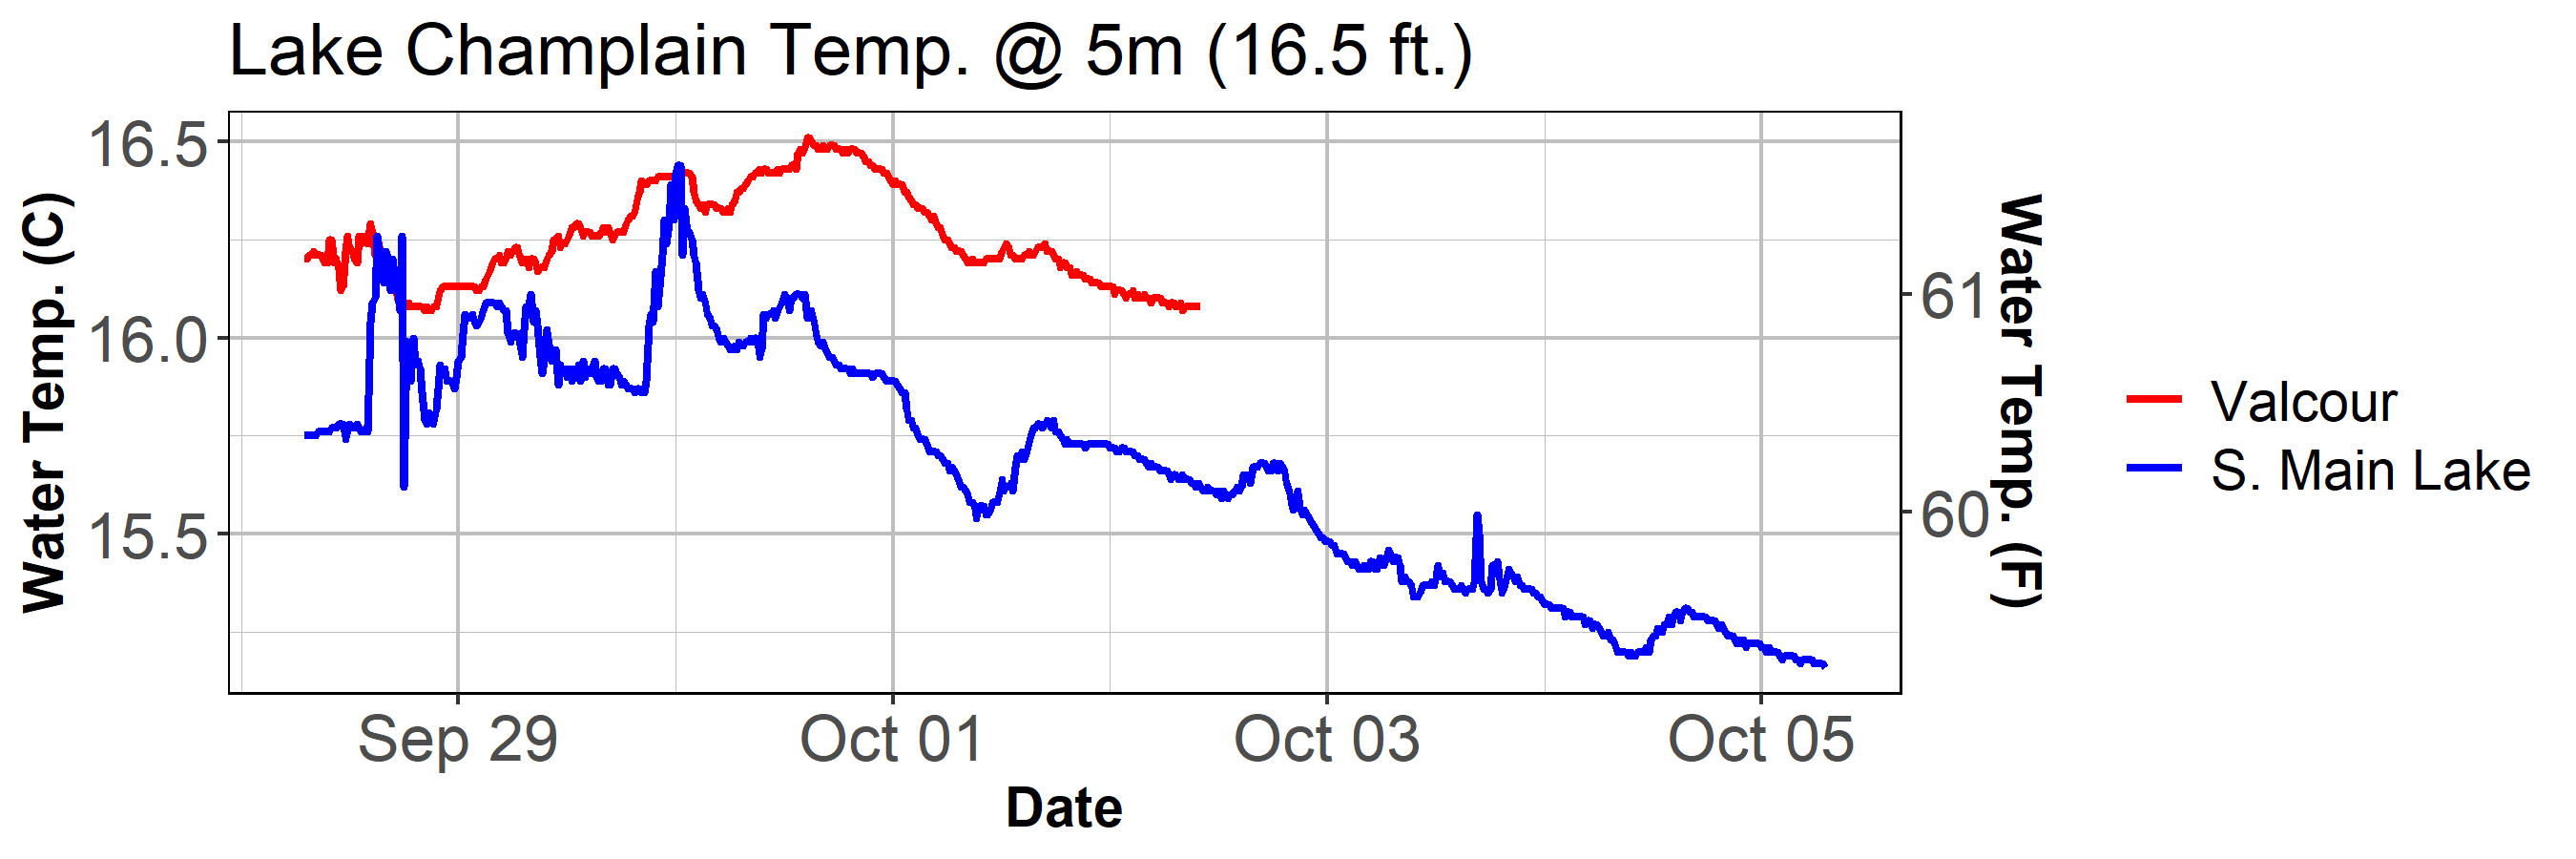 Lake Champlain Temp. @ 5m (16.5 ft.)
Water Temp. (C)
16.5
16.0
15.5
61
60
Water Temp. (F)
Sep 29
Oct 01
Oct 03
Oct 05
Date
Valcour
S. Main Lake